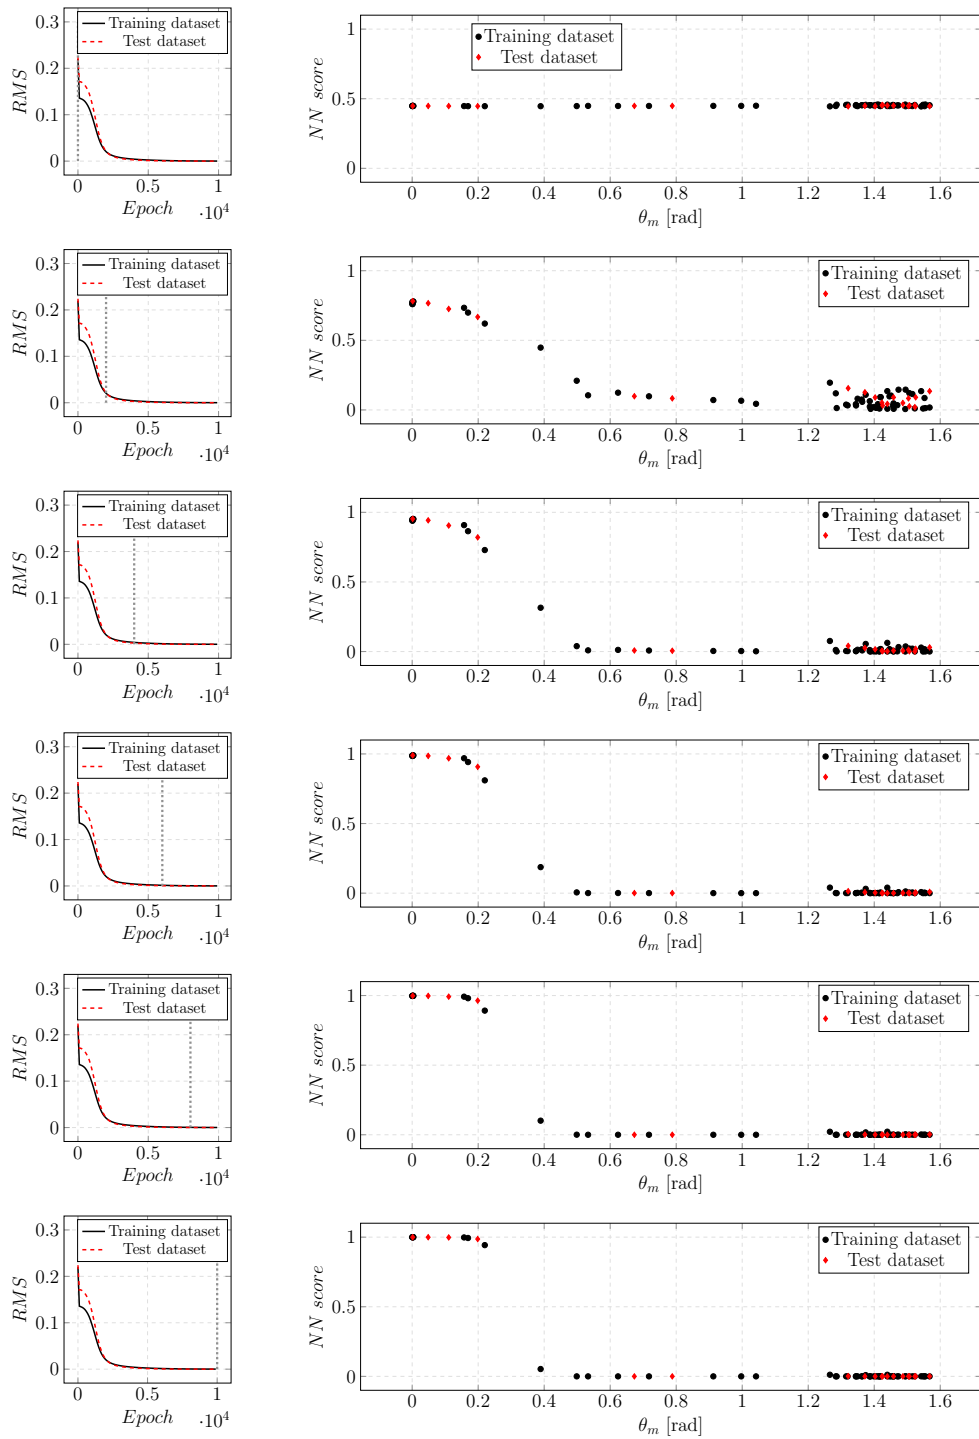 0.3
0.2
0.1
0
RMS
Training dataset
Test dataset
0
0.5
1
Epoch
·10⁴
1
0.5
0
NN score
Training dataset
Test dataset
0
0.2
0.4
0.6
0.8
1
1.2
1.4
1.6
θₘ [rad]
0.3
0.2
0.1
0
RMS
Training dataset
Test dataset
0
0.5
1
Epoch
·10⁴
1
0.5
0
NN score
Training dataset
Test dataset
0
0.2
0.4
0.6
0.8
1
1.2
1.4
1.6
θₘ [rad]
0.3
0.2
0.1
0
RMS
Training dataset
Test dataset
0
0.5
1
Epoch
·10⁴
1
0.5
0
NN score
Training dataset
Test dataset
0
0.2
0.4
0.6
0.8
1
1.2
1.4
1.6
θₘ [rad]
0.3
0.2
0.1
0
RMS
Training dataset
Test dataset
0
0.5
1
Epoch
·10⁴
1
0.5
0
NN score
Training dataset
Test dataset
0
0.2
0.4
0.6
0.8
1
1.2
1.4
1.6
θₘ [rad]
0.3
0.2
0.1
0
RMS
Training dataset
Test dataset
0
0.5
1
Epoch
·10⁴
1
0.5
0
NN score
Training dataset
Test dataset
0
0.2
0.4
0.6
0.8
1
1.2
1.4
1.6
θₘ [rad]
0.3
0.2
0.1
0
RMS
Training dataset
Test dataset
0
0.5
1
Epoch
·10⁴
1
0.5
0
NN score
Training dataset
Test dataset
0
0.2
0.4
0.6
0.8
1
1.2
1.4
1.6
θₘ [rad]